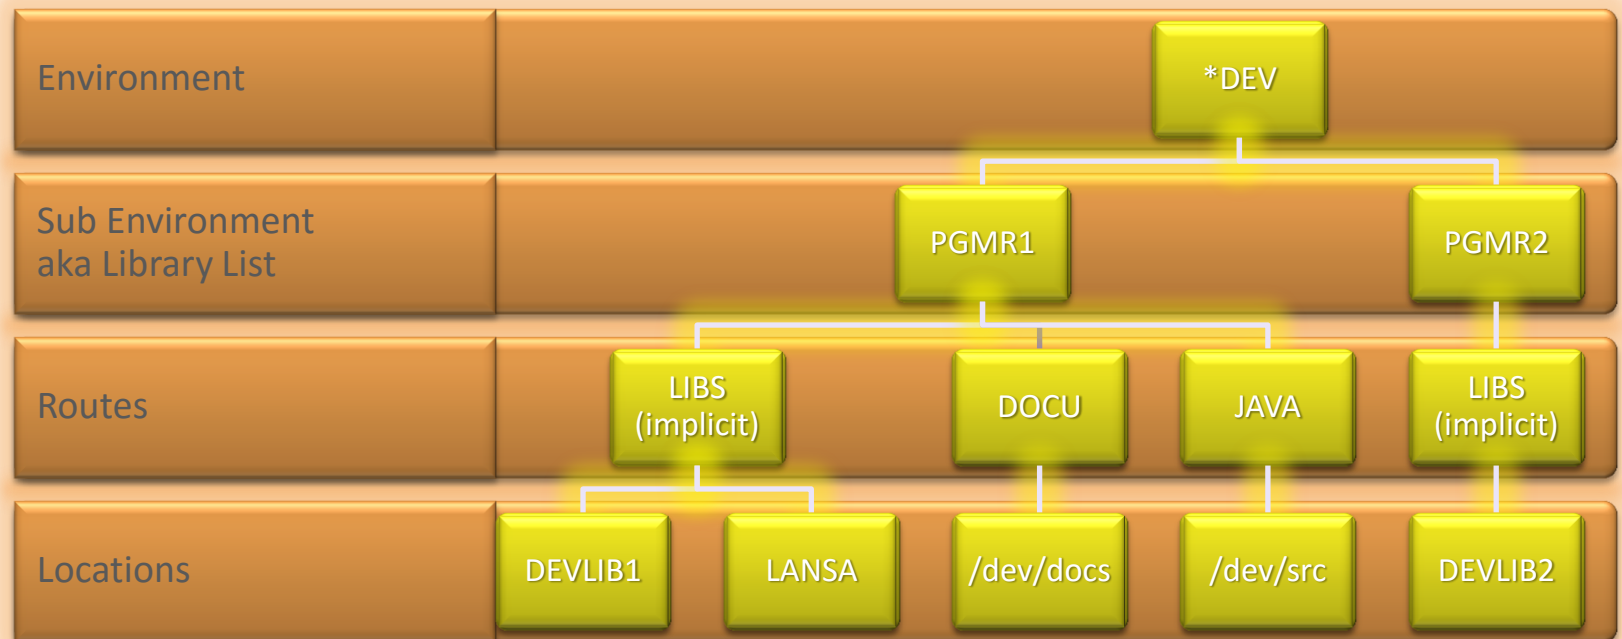 Environment
*DEV
Sub Environment
aka Library List
PGMR1
PGMR2
Routes
LIBS
(implicit)
DOCU
JAVA
LIBS
(implicit)
Locations
DEVLIB1
LANSA
/dev/docs
/dev/src
DEVLIB2